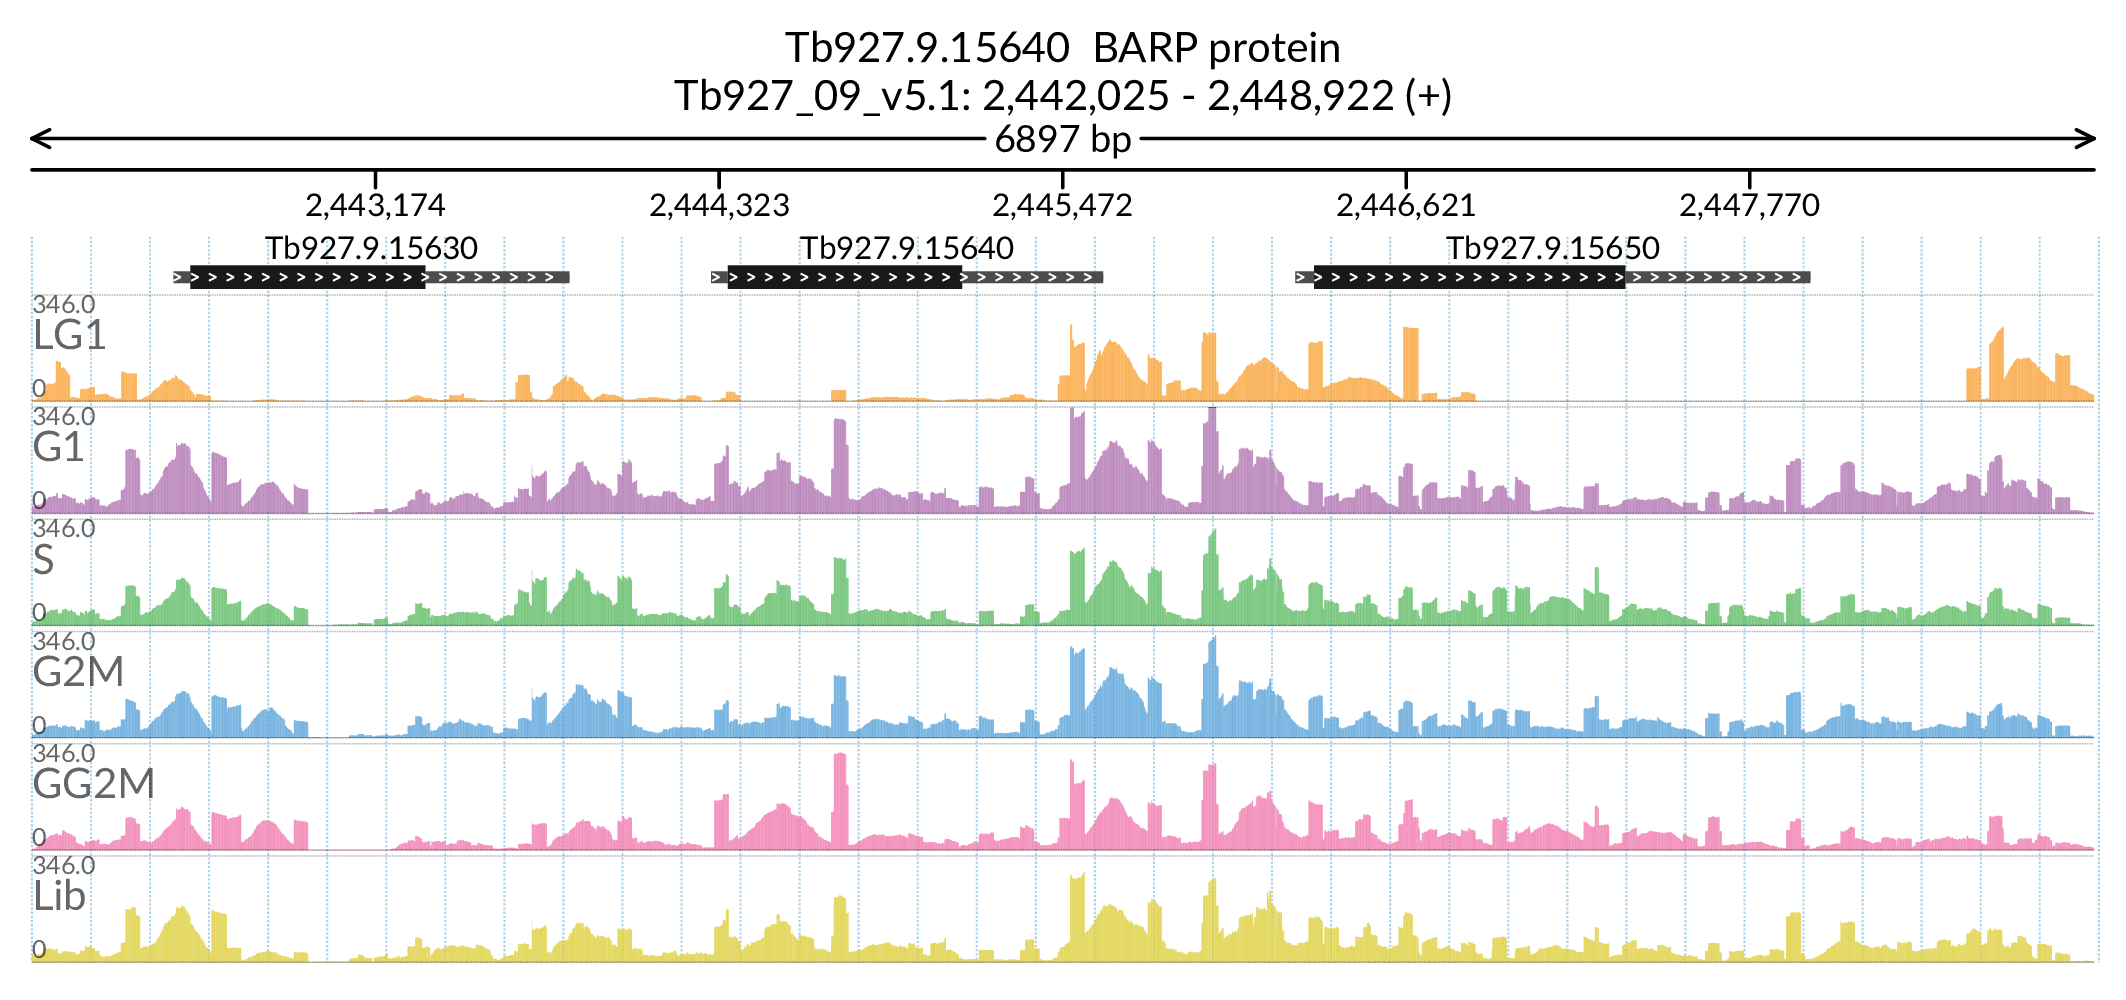 Tb927.9.15640 BARP protein
Tb927_09_v5.1: 2,442,025 - 2,448,922 (+)
6897 bp
2,443,174 2,444,323 2,445,472 2,446,621 2,447,770
Tb927.9.15630 Tb927.9.15640 Tb927.9.15650
346.0
LG1
0
346.0
G1
0
346.0
S
0
346.0
G2M
0
346.0
GG2M
0
346.0
Lib
0